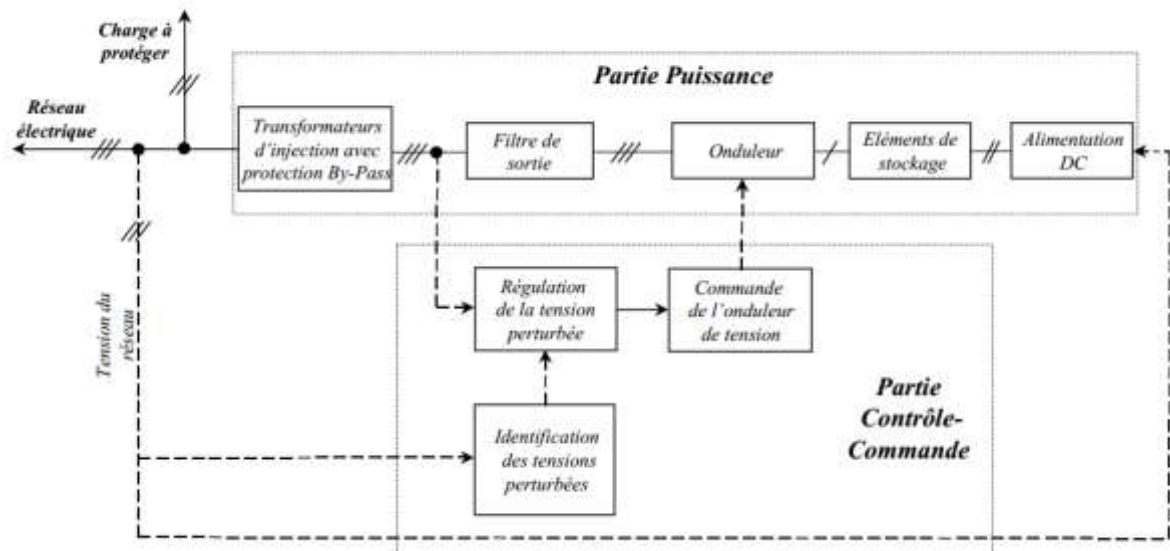 Charge à
protéger
Partie Puissance
Réseau
électrique
Transformateurs
d'injection avec
protection By-Pass
Filtre de
sortie
Onduleur
Eléments de
stockage
Alimentation
DC
Tension du
réseau
Régulation
de la tension
perturbée
Commande
de l'onduleur
de tension
Identification
des tensions
perturbées
Partie
Contrôle-
Commande